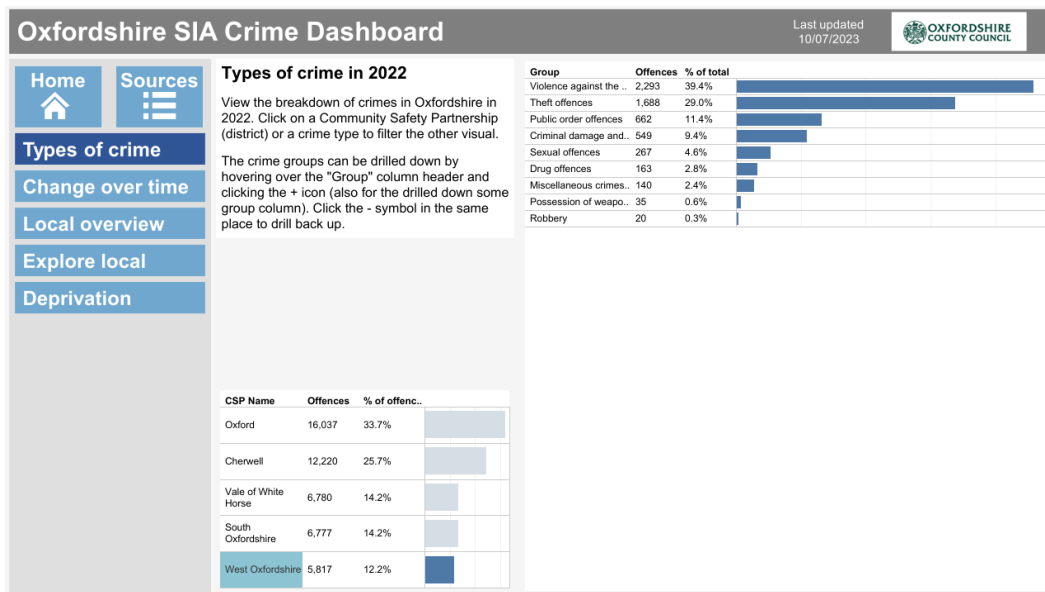 Oxfordshire SIA Crime Dashboard
Last updated
10/07/2023
OXFORDSHIRE
COUNTY COUNCIL
Home
Sources
Types of crime
Change over time
Local overview
Explore local
Deprivation
Types of crime in 2022
View the breakdown of crimes in Oxfordshire in
2022. Click on a Community Safety Partnership
(district) or a crime type to filter the other visual.
The crime groups can be drilled down by
hovering over the "Group" column header and
clicking the + icon (also for the drilled down some
group column). Click the - symbol in the same
place to drill back up.
CSP Name Offences % of offenc..
Oxford 16,037 33.7%
Cherwell 12,220 25.7%
Vale of White
Horse 6,780 14.2%
South
Oxfordshire 6,777 14.2%
West Oxfordshire 5,817 12.2%
Group Offences % of total
Violence against the .. 2,293 39.4%
Theft offences 1,688 29.0%
Public order offences 662 11.4%
Criminal damage and.. 549 9.4%
Sexual offences 267 4.6%
Drug offences 163 2.8%
Miscellaneous crimes.. 140 2.4%
Possession of weapo.. 35 0.6%
Robbery 20 0.3%